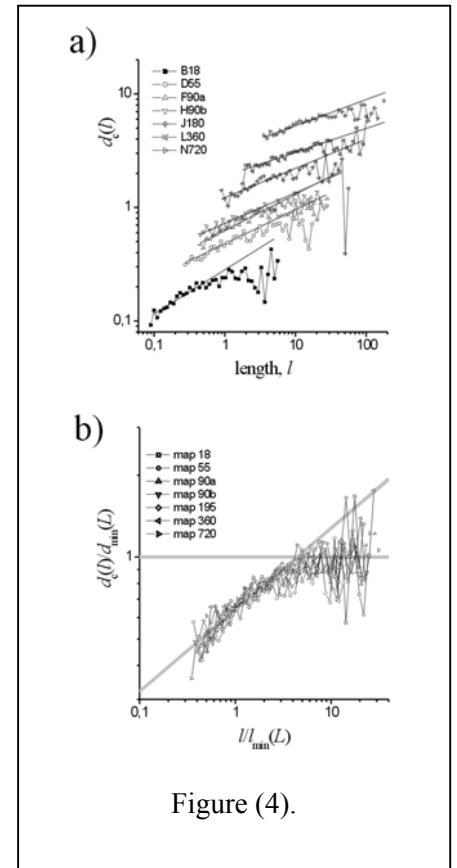 a)
B18
D55
F90a
H90b
J180
L360
N720
d_c(l)
10
1
0,1
0,1
1
10
100
length, l
b)
map 18
map 55
map 90a
map 90b
map 195
map 360
map 720
d_c(l)/d_min(L)
1
0,1
1
10
l/l_min(L)
Figure (4).